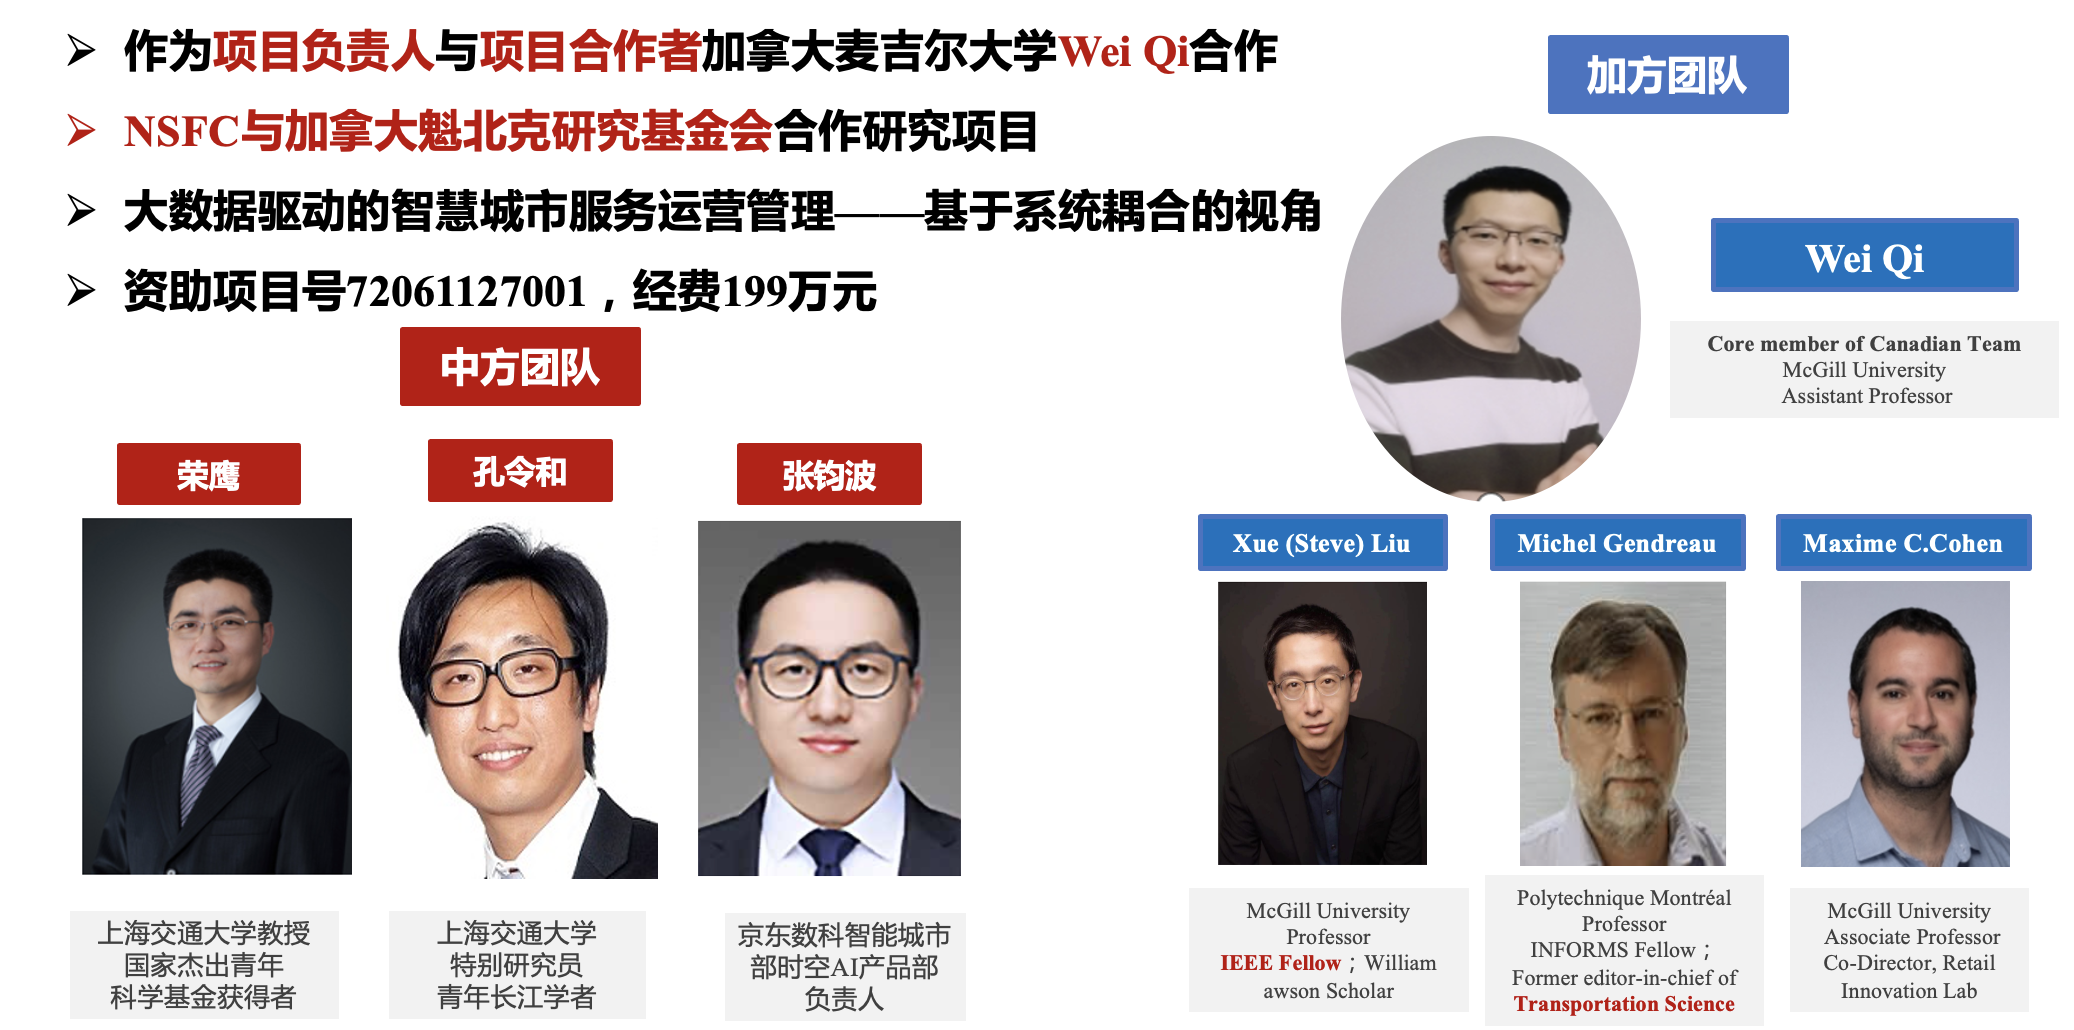 作为项目负责人与项目合作者加拿大麦吉尔大学Wei Qi合作
NSFC与加拿大魁北克研究基金会合作研究项目
大数据驱动的智慧城市服务运营管理——基于系统耦合的视角
资助项目号72061127001，经费199万元
中方团队
荣鹰
孔令和
张钧波
上海交通大学教授
国家杰出青年
科学基金获得者
上海交通大学
特别研究员
青年长江学者
京东数科智能城市
部时空AI产品部
负责人
加方团队
Wei Qi
Core member of Canadian Team
McGill University
Assistant Professor
Xue (Steve) Liu
Michel Gendreau
Maxime C.Cohen
McGill University
Professor
IEEE Fellow；William
awson Scholar
Polytechnique Montréal
Professor
INFORMS Fellow；
Former editor-in-chief of
Transportation Science
McGill University
Associate Professor
Co-Director, Retail
Innovation Lab